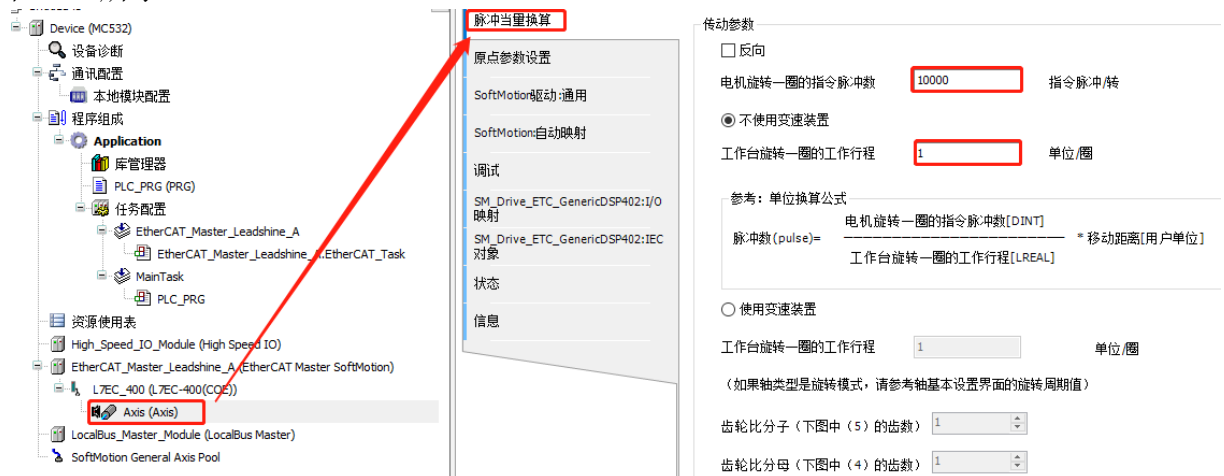 Device (MC532)
设备诊断
通讯配置
本地模块配置
程序组成
Application
库管理器
PLC_PRG (PRG)
任务配置
EtherCAT_Master_Leadshine_A
EtherCAT_Master_Leadshine_A.EtherCAT_Task
MainTask
PLC_PRG
资源使用表
High_Speed_IO_Module (High Speed IO)
EtherCAT_Master_Leadshine_A (EtherCAT Master SoftMotion)
L7EC_400 (L7EC-400(COE))
Axis (Axis)
LocalBus_Master_Module (LocalBus Master)
SoftMotion General Axis Pool
脉冲当量换算
原点参数设置
SoftMotion驱动:通用
SoftMotion:自动映射
调试
SM_Drive_ETC_GenericDSP402:I/O
映射
SM_Drive_ETC_GenericDSP402:IEC
对象
状态
信息
传动参数
反向
电机旋转一圈的指令脉冲数 10000 指令脉冲/转
不使用变速装置
工作台旋转一圈的工作行程 1 单位/圈
参考：单位换算公式
电机旋转一圈的指令脉冲数[DINT]
脉冲数(pulse)= * 移动距离[用户单位]
工作台旋转一圈的工作行程[LREAL]
使用变速装置
工作台旋转一圈的工作行程 1 单位/圈
（如果轴类型是旋转模式，请参考轴基本设置界面的旋转周期值）
齿轮比分子（下图中（5）的齿数） 1
齿轮比分母（下图中（4）的齿数） 1